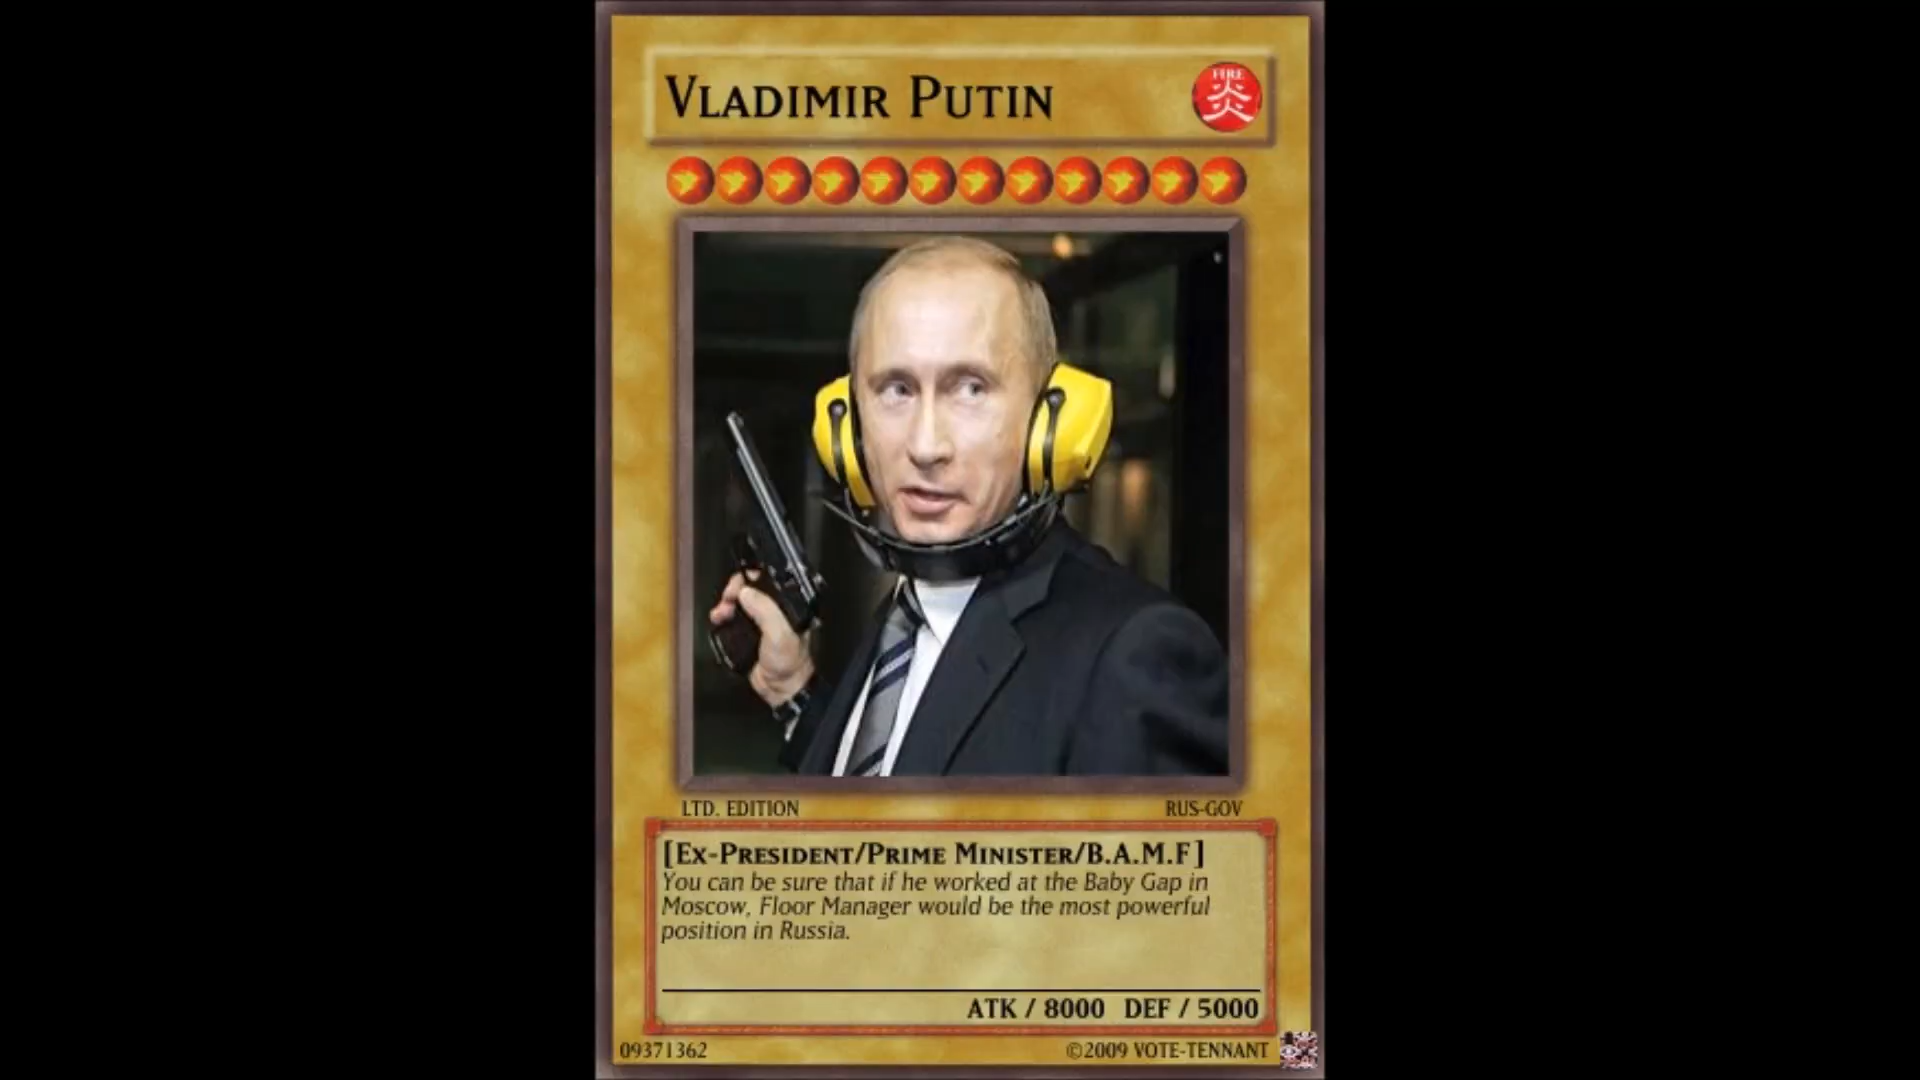 Vladimir Putin
FIRE
炎
LTD. EDITION
RUS-GOV
[Ex-President/Prime Minister/B.A.M.F]
You can be sure that if he worked at the Baby Gap in
Moscow, Floor Manager would be the most powerful
position in Russia.
ATK / 8000 DEF / 5000
09371362
©2009 VOTE-TENNANT